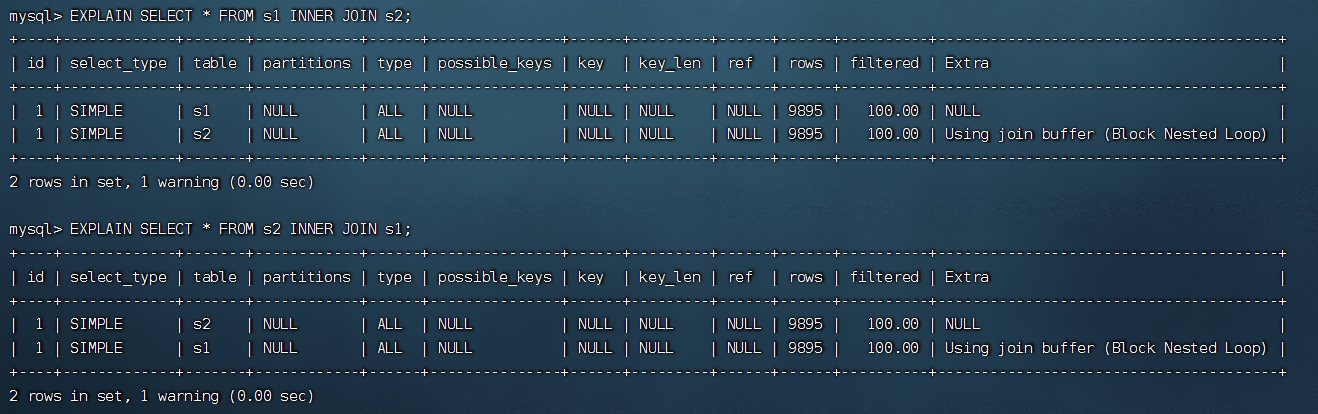 mysql> EXPLAIN SELECT * FROM s1 INNER JOIN s2;
+----+-------------+-------+------------+------+---------------+------+---------+------+------+----------+---------------------------------------+
| id | select_type | table | partitions | type | possible_keys | key  | key_len | ref  | rows | filtered | Extra                                 |
+----+-------------+-------+------------+------+---------------+------+---------+------+------+----------+---------------------------------------+
|  1 | SIMPLE      | s1    | NULL       | ALL  | NULL          | NULL | NULL    | NULL | 9895 |   100.00 | NULL                                  |
|  1 | SIMPLE      | s2    | NULL       | ALL  | NULL          | NULL | NULL    | NULL | 9895 |   100.00 | Using join buffer (Block Nested Loop) |
+----+-------------+-------+------------+------+---------------+------+---------+------+------+----------+---------------------------------------+
2 rows in set, 1 warning (0.00 sec)

mysql> EXPLAIN SELECT * FROM s2 INNER JOIN s1;
+----+-------------+-------+------------+------+---------------+------+---------+------+------+----------+---------------------------------------+
| id | select_type | table | partitions | type | possible_keys | key  | key_len | ref  | rows | filtered | Extra                                 |
+----+-------------+-------+------------+------+---------------+------+---------+------+------+----------+---------------------------------------+
|  1 | SIMPLE      | s2    | NULL       | ALL  | NULL          | NULL | NULL    | NULL | 9895 |   100.00 | NULL                                  |
|  1 | SIMPLE      | s1    | NULL       | ALL  | NULL          | NULL | NULL    | NULL | 9895 |   100.00 | Using join buffer (Block Nested Loop) |
+----+-------------+-------+------------+------+---------------+------+---------+------+------+----------+---------------------------------------+
2 rows in set, 1 warning (0.00 sec)